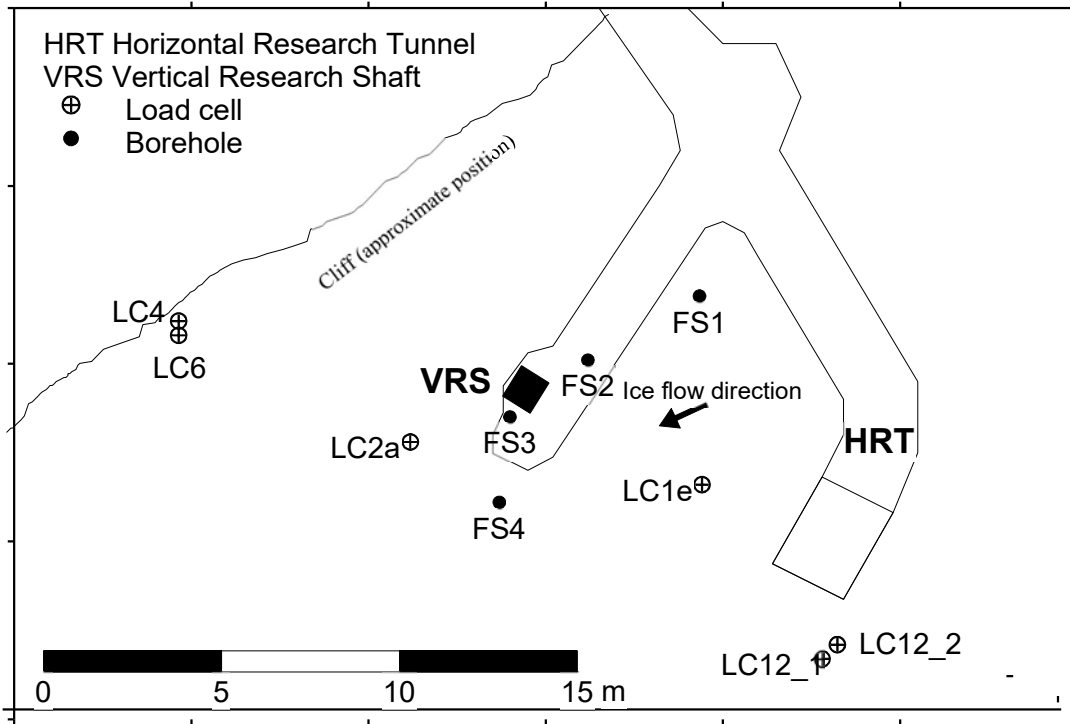 HRT Horizontal Research Tunnel
VRS Vertical Research Shaft
Load cell
Borehole
Cliff (approximate position)
LC4
LC6
FS1
VRS
FS2
Ice flow direction
FS3
LC2a
HRT
LC1e
FS4
LC12_2
LC12_1
0 5 10 15 m